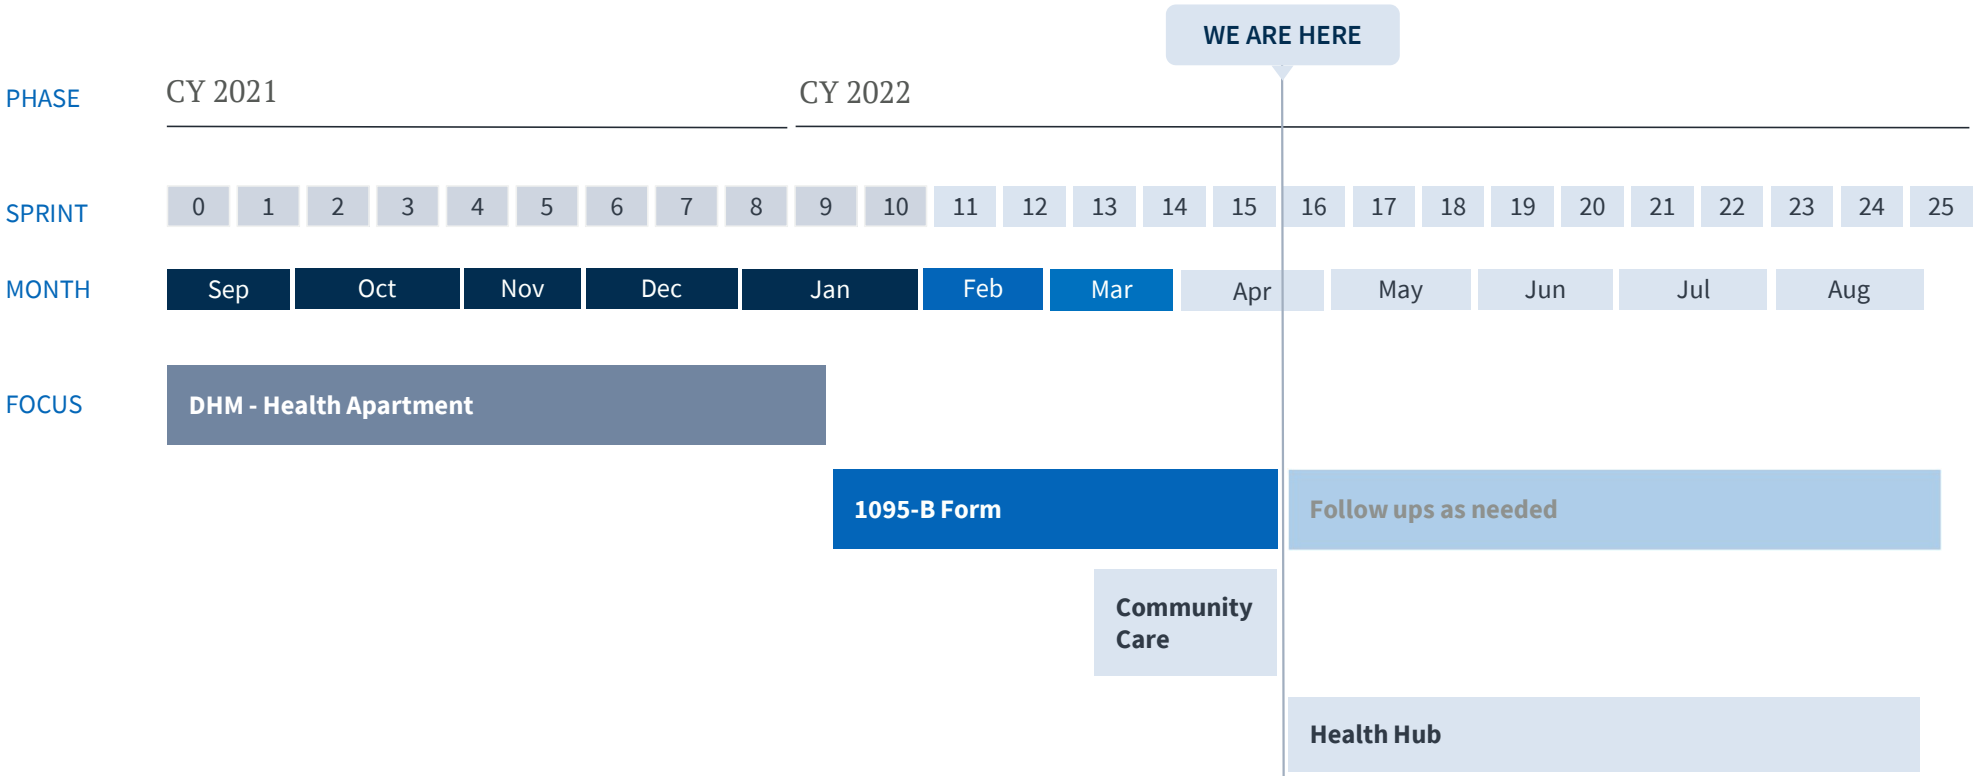 WE ARE HERE
PHASE CY 2021 CY 2022
SPRINT 0 1 2 3 4 5 6 7 8 9 10 11 12 13 14 15 16 17 18 19 20 21 22 23 24 25
MONTH Sep Oct Nov Dec Jan Feb Mar Apr May Jun Jul Aug
FOCUS DHM - Health Apartment
1095-B Form Follow ups as needed
Community
Care
Health Hub